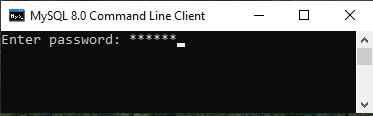 MySQL 8.0 Command Line Client
Enter password: ******